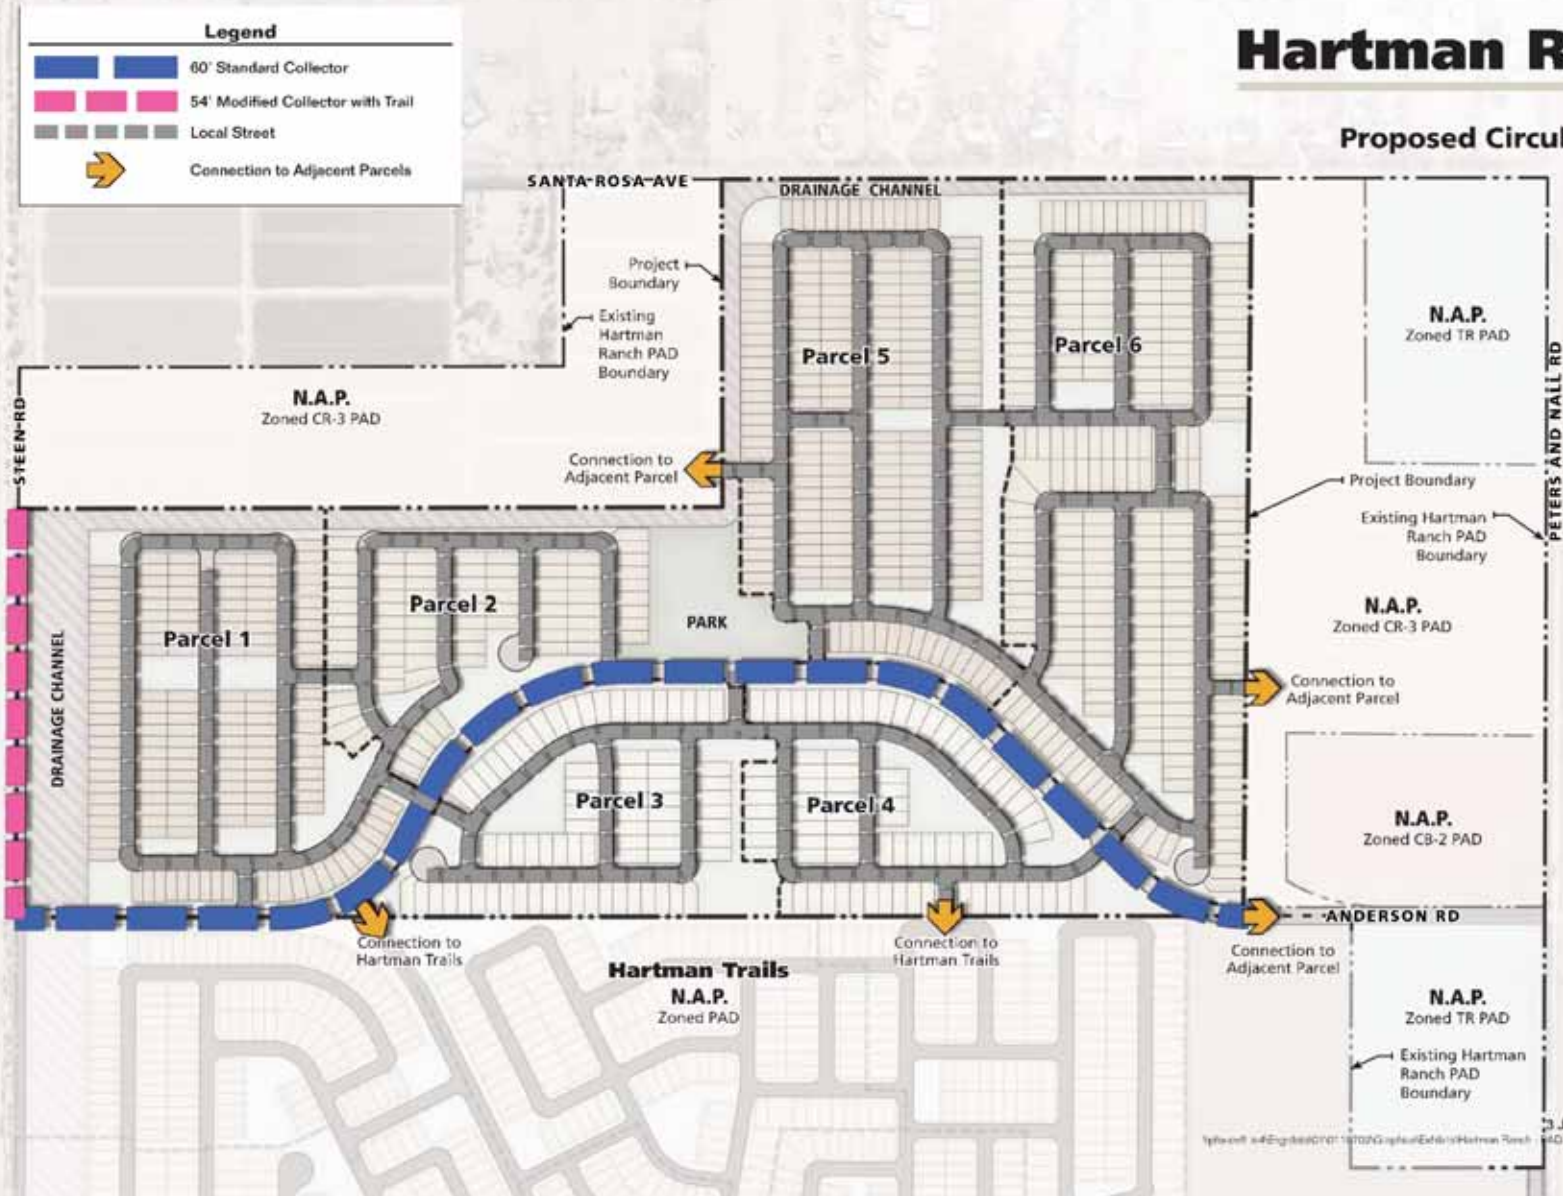 Legend
60' Standard Collector
54' Modified Collector with Trail
Local Street
Connection to Adjacent Parcels
Hartman R
Proposed Circul
SANTA ROSA AVE
DRAINAGE CHANNEL
Project
Boundary
Existing
Hartman
Ranch PAD
Boundary
N.A.P.
Zoned CR-3 PAD
STEEN RD
Connection to
Adjacent Parcel
Parcel 5
Parcel 6
N.A.P.
Zoned TR PAD
PETERS AND NALL RD
Project Boundary
Existing Hartman
Ranch PAD
Boundary
N.A.P.
Zoned CR-3 PAD
Parcel 1
Parcel 2
PARK
DRAINAGE CHANNEL
Connection to
Adjacent Parcel
Parcel 3
Parcel 4
N.A.P.
Zoned CB-2 PAD
ANDERSON RD
Connection to
Hartman Trails
Connection to
Hartman Trails
Connection to
Adjacent Parcel
Hartman Trails
N.A.P.
Zoned PAD
N.A.P.
Zoned TR PAD
Existing Hartman
Ranch PAD
Boundary